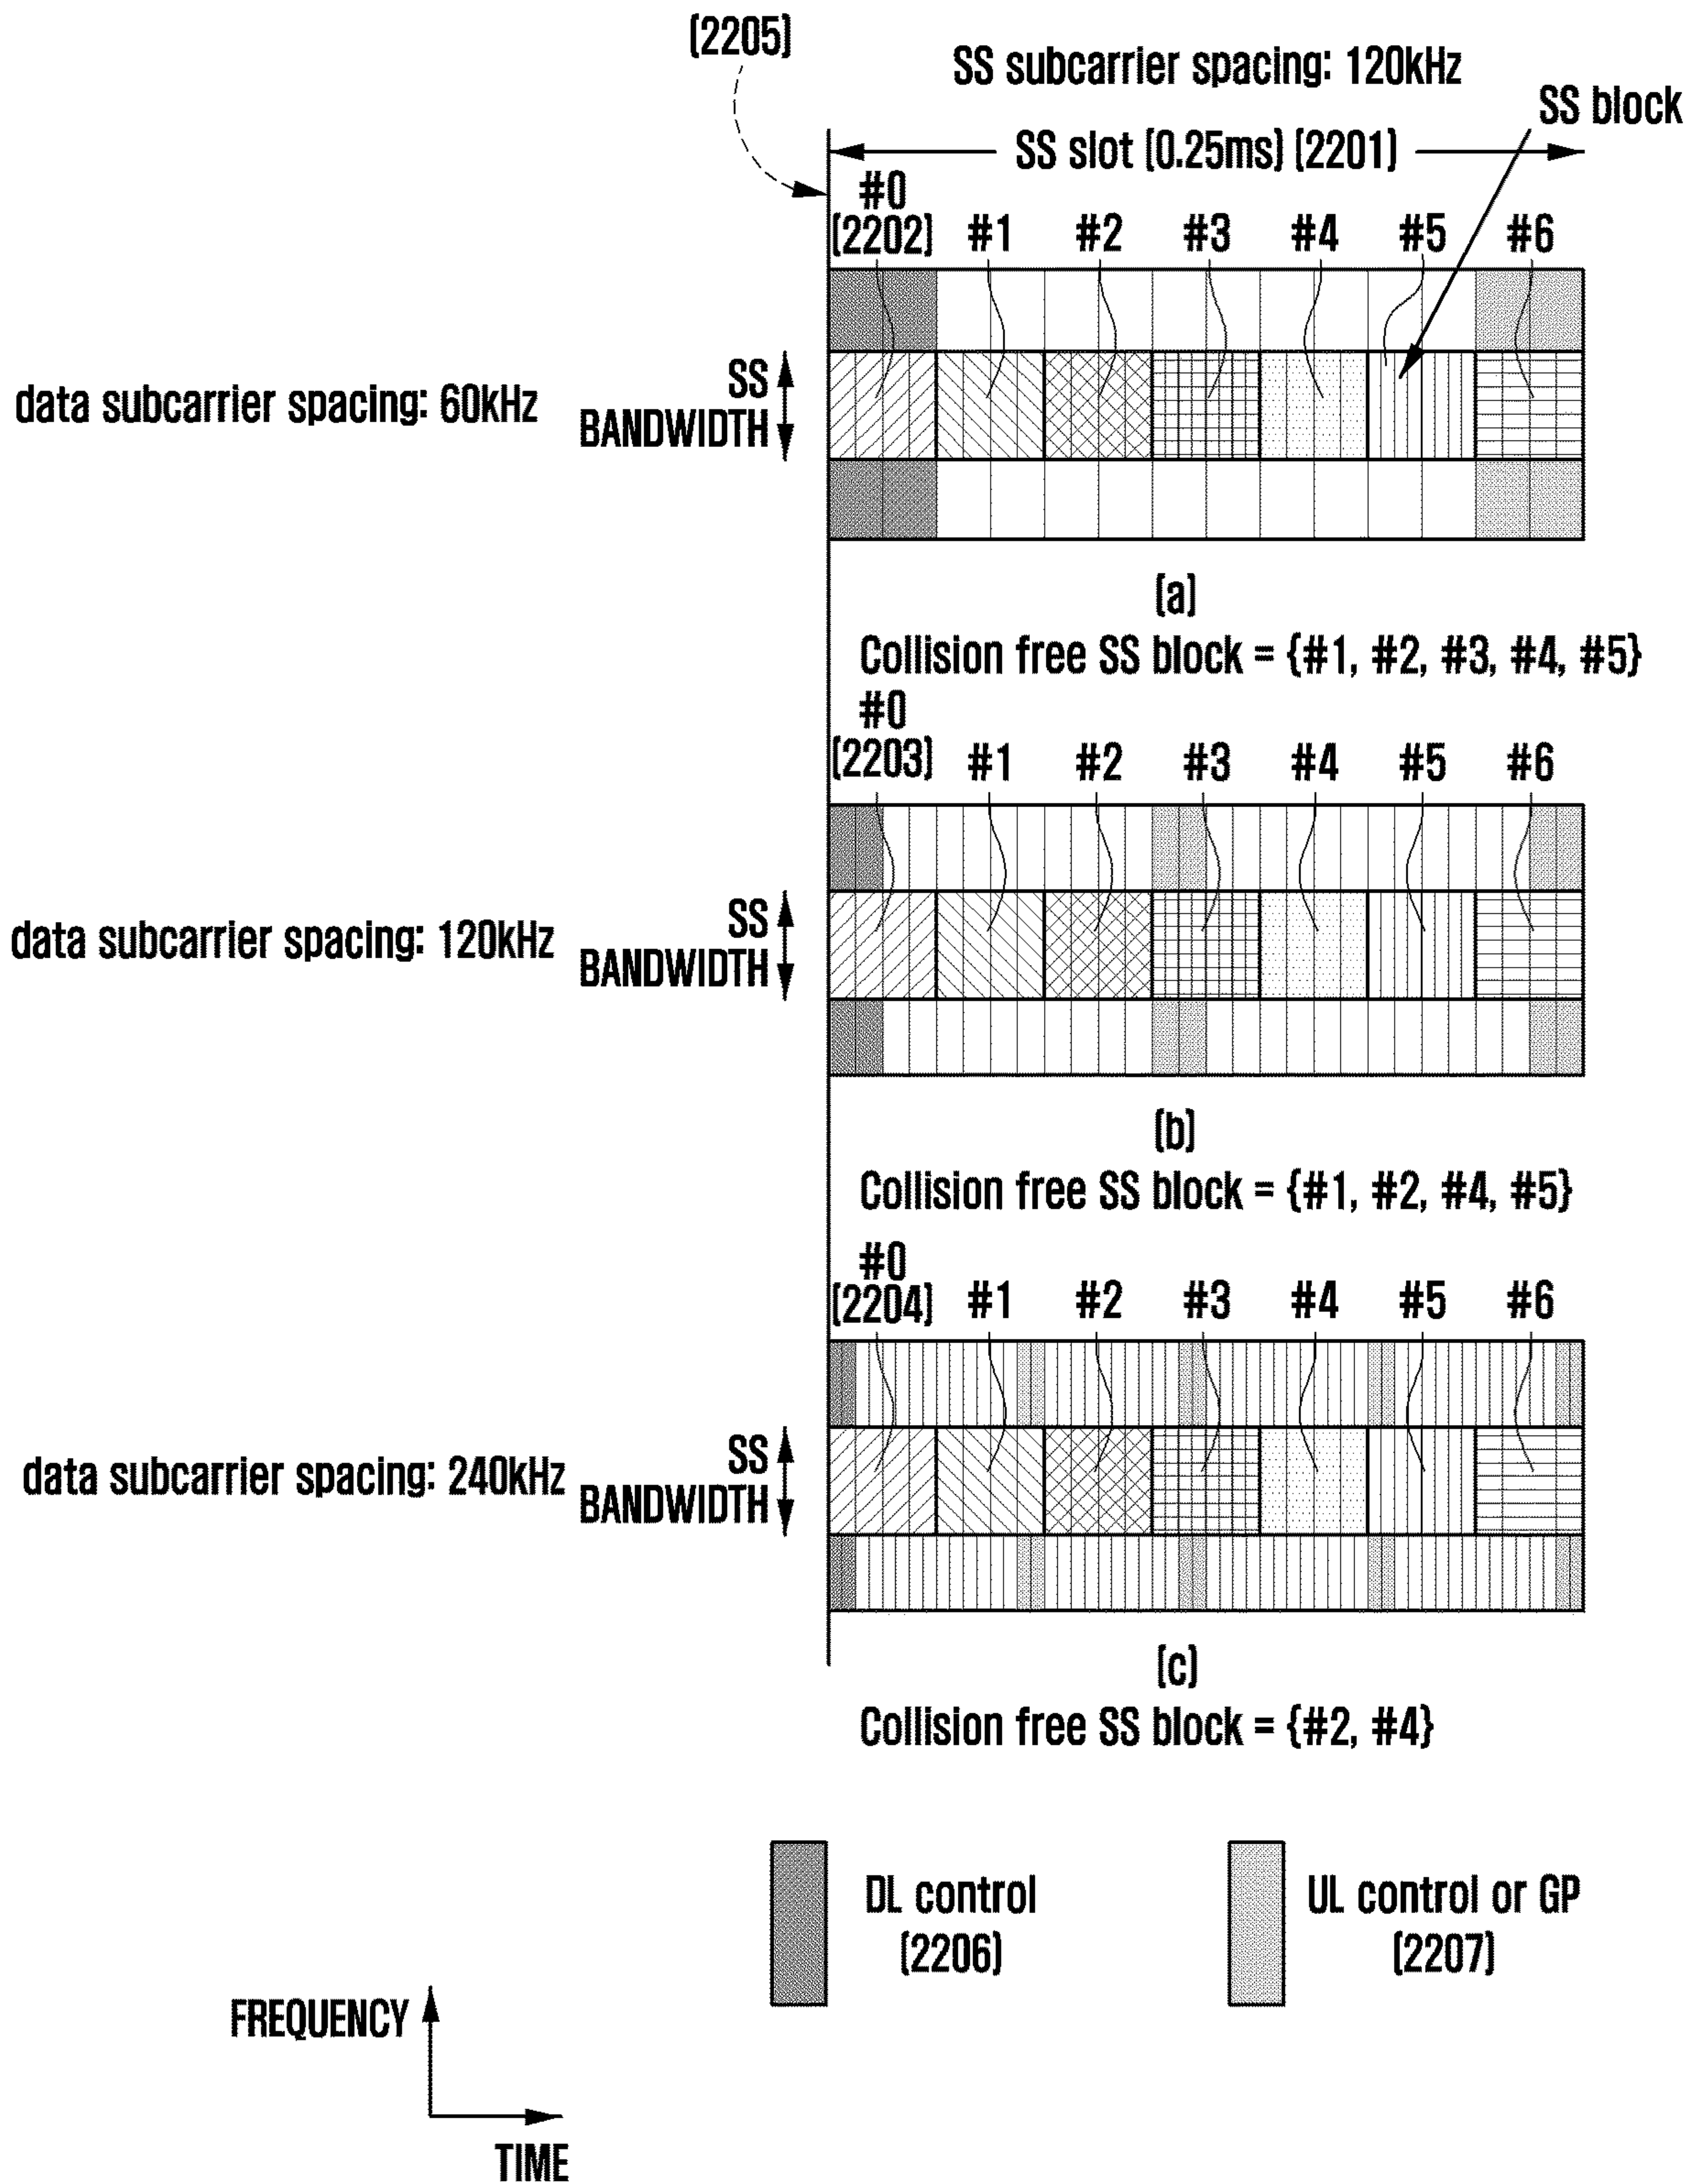 (2205)
SS subcarrier spacing: 120kHz
SS block
SS slot (0.25ms) (2201)
#0
(2202) #1 #2 #3 #4 #5 #6
data subcarrier spacing: 60kHz
SS
BANDWIDTH
(a)
Collision free SS block = {#1, #2, #3, #4, #5}
#0
(2203) #1 #2 #3 #4 #5 #6
data subcarrier spacing: 120kHz
SS
BANDWIDTH
(b)
Collision free SS block = {#1, #2, #4, #5}
#0
(2204) #1 #2 #3 #4 #5 #6
data subcarrier spacing: 240kHz
SS
BANDWIDTH
(c)
Collision free SS block = {#2, #4}
DL control
(2206)
UL control or GP
(2207)
FREQUENCY
TIME